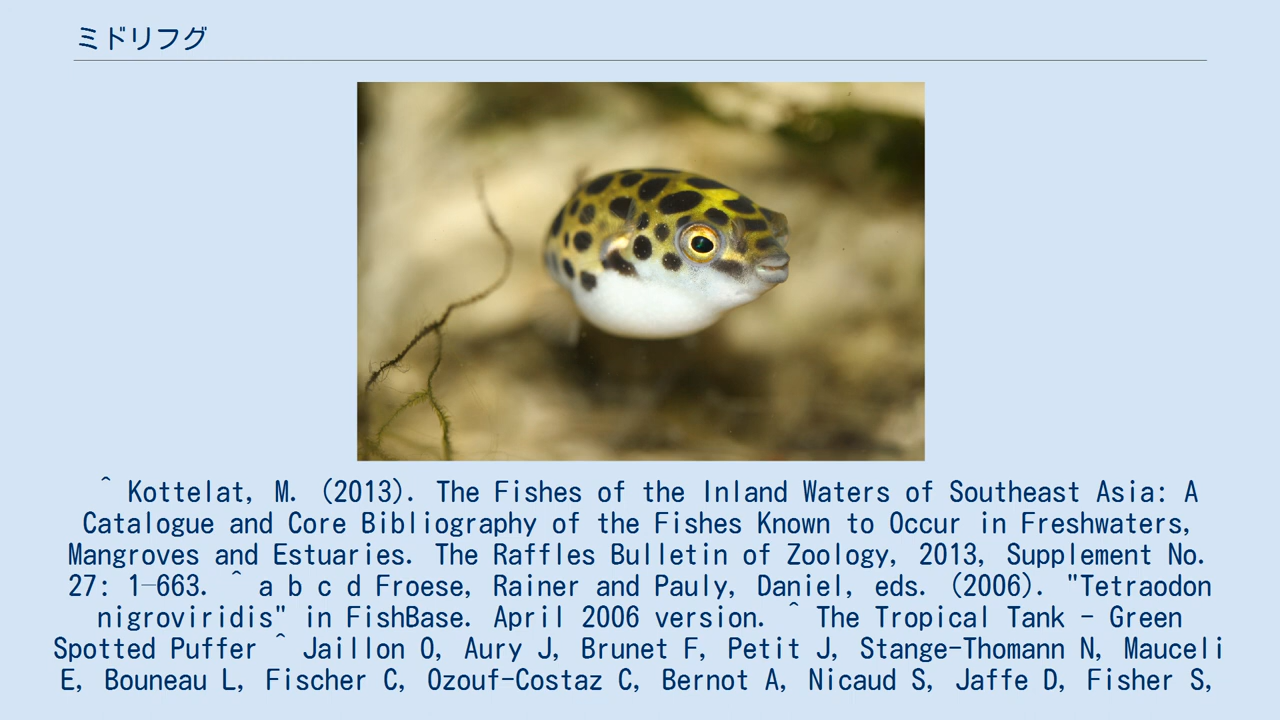 ミドリフグ
^ Kottelat, M. (2013). The Fishes of the Inland Waters of Southeast Asia: A
Catalogue and Core Bibliography of the Fishes Known to Occur in Freshwaters,
Mangroves and Estuaries. The Raffles Bulletin of Zoology, 2013, Supplement No.
27: 1–663. ^ a b c d Froese, Rainer and Pauly, Daniel, eds. (2006). "Tetraodon
nigroviridis" in FishBase. April 2006 version. ^ The Tropical Tank - Green
Spotted Puffer ^ Jaillon O, Aury J, Brunet F, Petit J, Stange-Thomann N, Mauceli
E, Bouneau L, Fischer C, Ozouf-Costaz C, Bernot A, Nicaud S, Jaffe D, Fisher S,